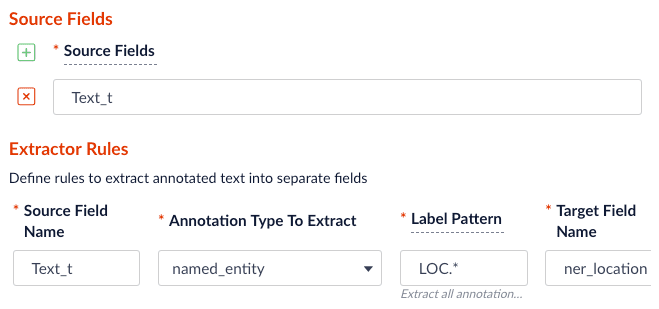 Source Fields
* Source Fields
Text_t
Extractor Rules
Define rules to extract annotated text into separate fields
* Source Field Name
* Annotation Type To Extract
* Label Pattern
* Target Field Name
Text_t
named_entity
LOC.*
ner_location
Extract all annotation...